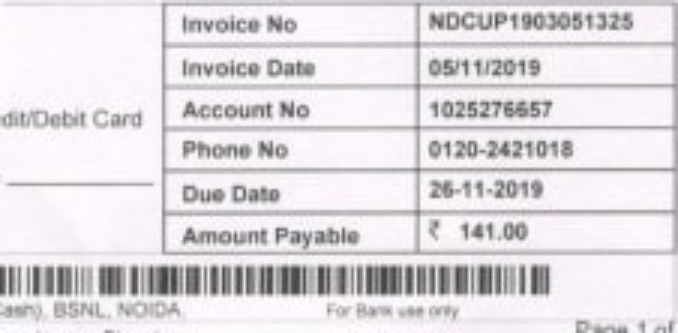 Invoice No NDCUP1903051325
Invoice Date 05/11/2019
edit/Debit Card Account No 1025276657
Phone No 0120-2421018
Due Date 26-11-2019
Amount Payable ₹ 141.00
Cash), BSNL, NOIDA, For Bank use only
Page 1 of